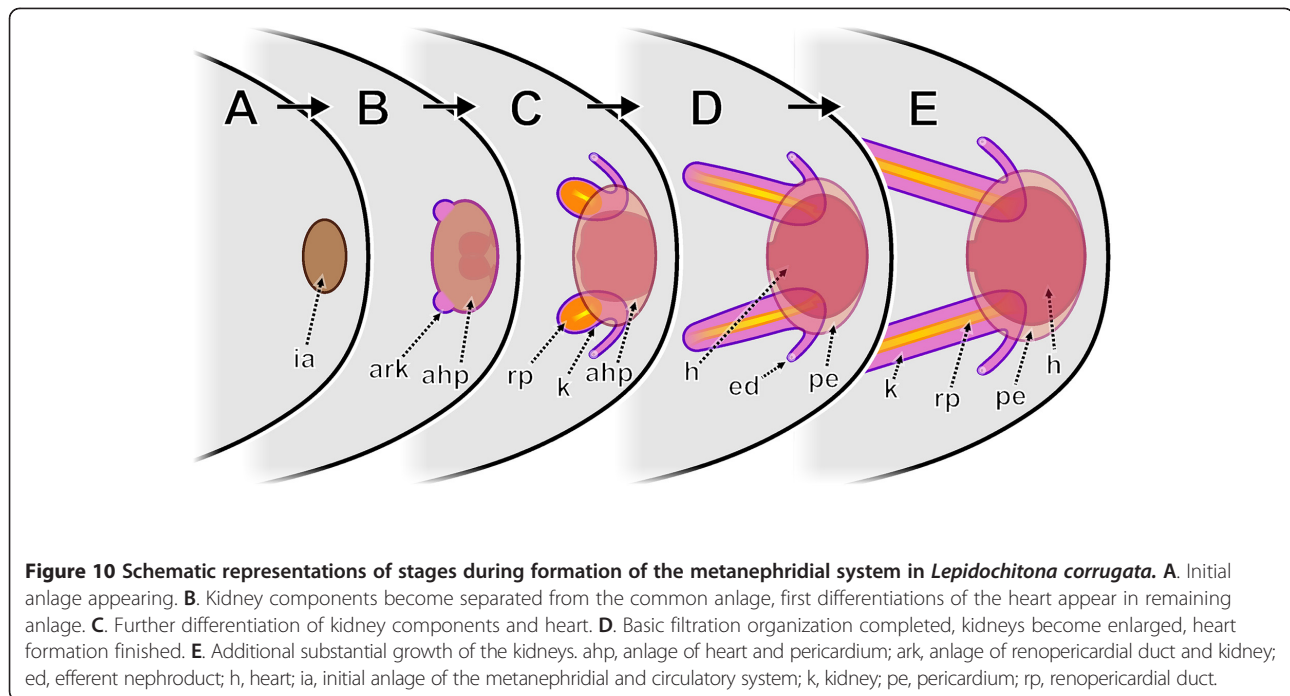 A B C D E
ia ark ahp rp k ahp h ed pe k rp pe h
Figure 10 Schematic representations of stages during formation of the metanephridial system in Lepidochitona corrugata. A. Initial
anlage appearing. B. Kidney components become separated from the common anlage, first differentiations of the heart appear in remaining
anlage. C. Further differentiation of kidney components and heart. D. Basic filtration organization completed, kidneys become enlarged, heart
formation finished. E. Additional substantial growth of the kidneys. ahp, anlage of heart and pericardium; ark, anlage of renopericardial duct and kidney;
ed, efferent nephroduct; h, heart; ia, initial anlage of the metanephridial and circulatory system; k, kidney; pe, pericardium; rp, renopericardial duct.